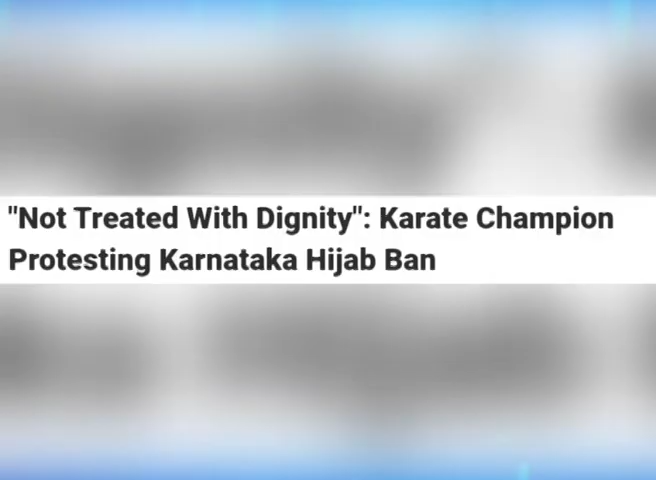 "Not Treated With Dignity": Karate Champion
Protesting Karnataka Hijab Ban